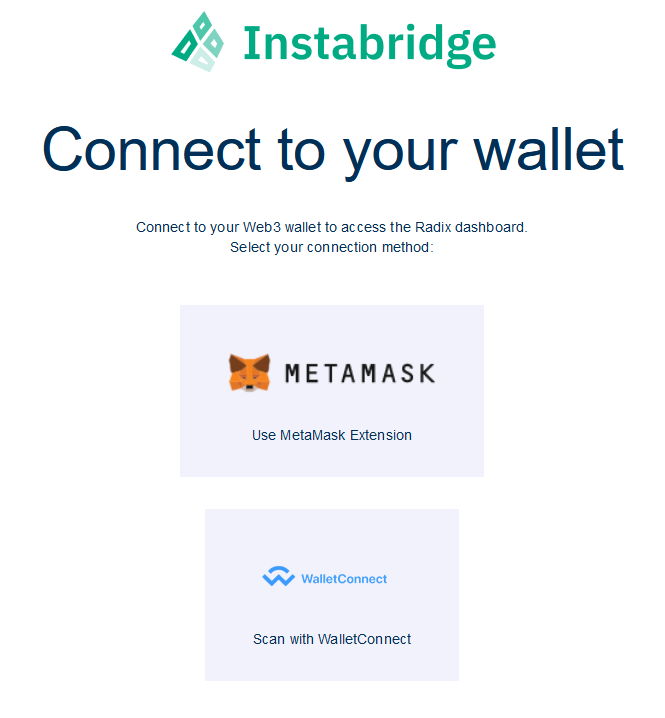 Instabridge
Connect to your wallet
Connect to your Web3 wallet to access the Radix dashboard.
Select your connection method:
METAMASK
Use MetaMask Extension
WalletConnect
Scan with WalletConnect